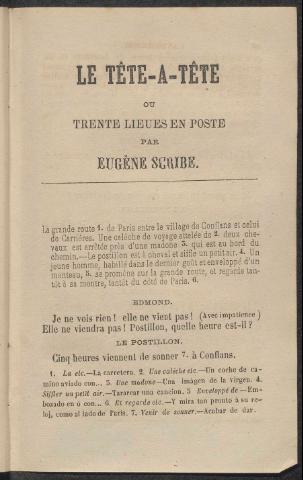 LE TÊTE-A-TÊTE
OU
TRENTE LIEUES EN POSTE
PAR
EUGÈNE SCRIBE.
La grande route 1. de Paris entre le village de Conflans et celui
de Carnères. Une calèche de voyage attelée de 2. deux che-
vaux est arrêtée près d'une madone 3. qui est au bord du
chemin.—Le postillon est à cheval et siffle un petit air. 4. Un
jeune homme, habillé dans le dernier goût et enveloppé d'un
manteau, 5. se promène sur la grande route, et regarde tan-
tôt à sa montre, tantôt du côté de Paris. 6.
EDMOND.
Je ne vois rien! elle ne vient pas! (Avec impatience)
Elle ne viendra pas! Postillon, quelle heure est-il?
LE POSTILLON.
Cinq heures viennent de sonner 7. à Conflans.
1. La etc.—La carretera. 2. Une calèche etc.—Un coche de ca-
mino aviado con... 3. Une madone—Una imágen de la vírgen. 4.
Siffler un petit air.—Tararear una cancion. 5 Enveloppé de—Em-
bozado en ó con. 6. Et regarde etc.—Y mira tan pronto á su re-
loj, como al lado de Paris. 7. Venir de sonner.—Acabar de dar.